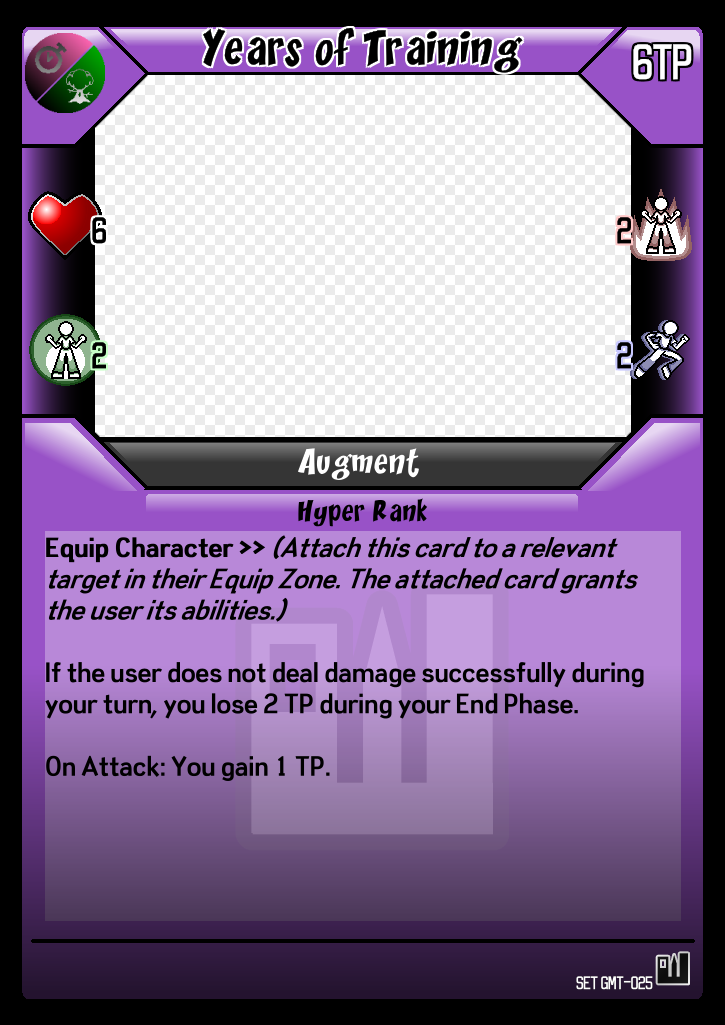 Years of Training
6TP
6
2
2
2
Augment
Hyper Rank
Equip Character >> (Attach this card to a relevant
target in their Equip Zone. The attached card grants
the user its abilities.)
If the user does not deal damage successfully during
your turn, you lose 2 TP during your End Phase.
On Attack: You gain 1 TP.
SET GMT-025